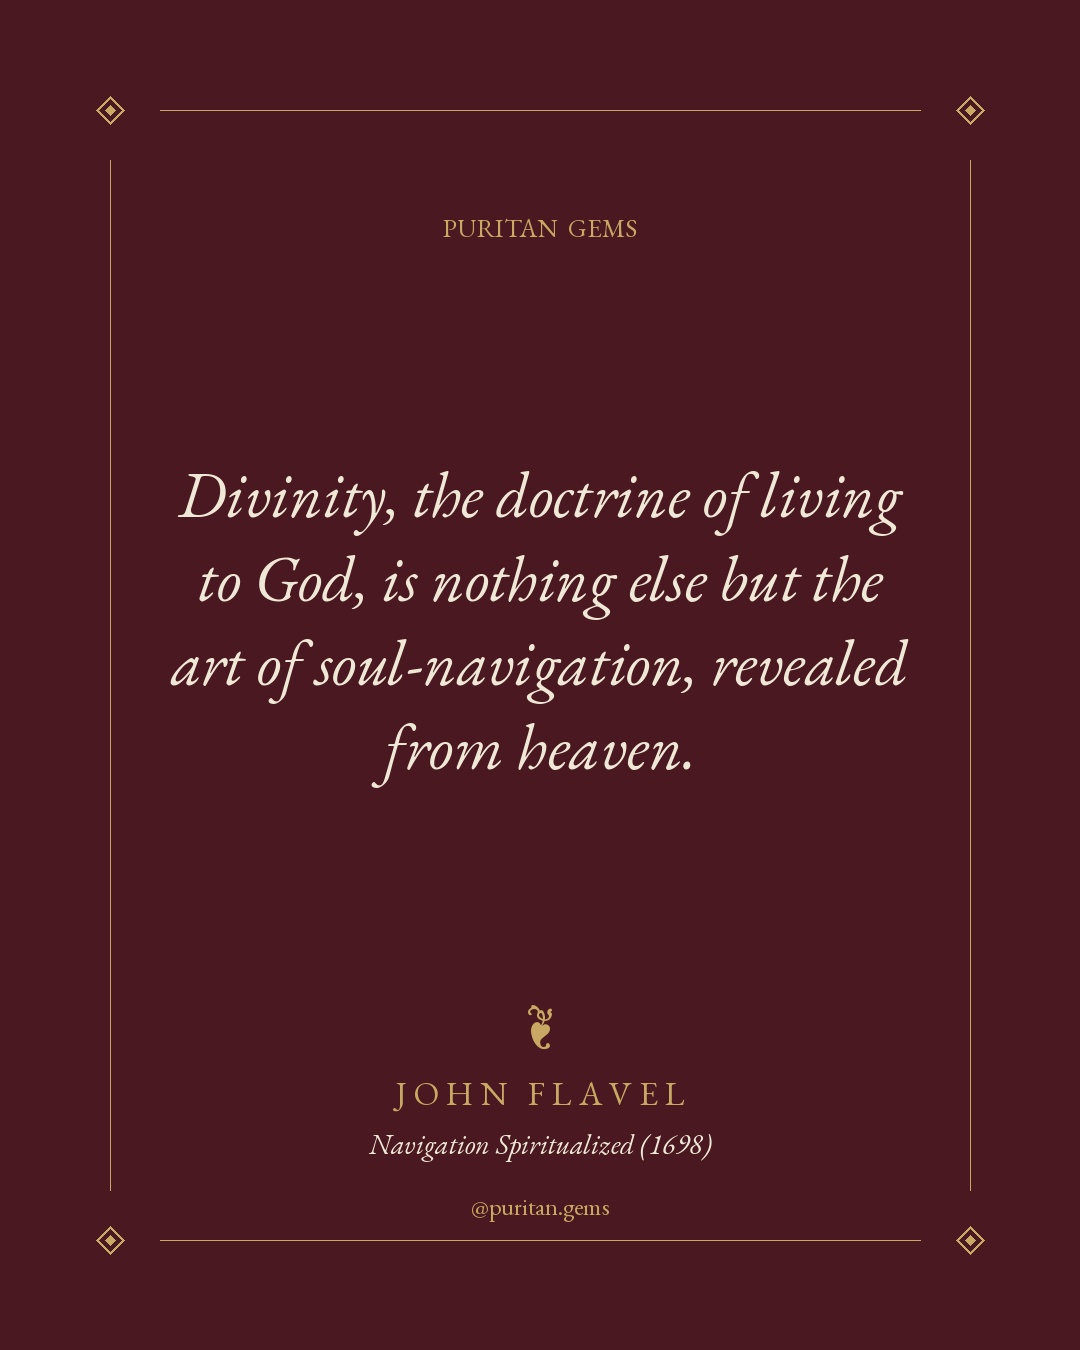 PURITAN GEMS
Divinity, the doctrine of living
to God, is nothing else but the
art of soul-navigation, revealed
from heaven.
JOHN FLAVEL
Navigation Spiritualized (1698)
@puritan.gems